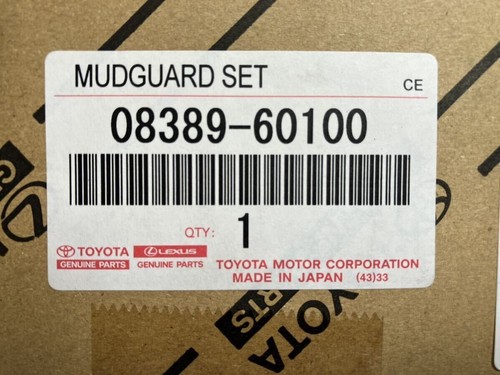 MUDGUARD SET
CE
08389-60100
QTY: 1
TOYOTA LEXUS
GENUINE PARTS GENUINE PARTS
TOYOTA MOTOR CORPORATION
MADE IN JAPAN (43)33
TOYOTA